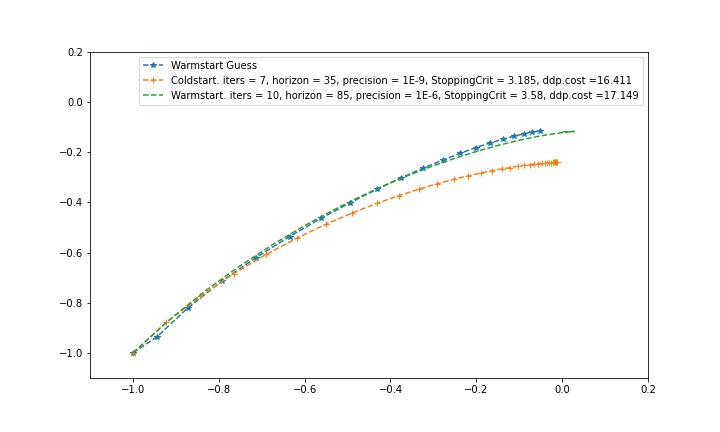 0.2
0.0
−0.2
−0.4
−0.6
−0.8
−1.0
Warmstart Guess
Coldstart. iters = 7, horizon = 35, precision = 1E-9, StoppingCrit = 3.185, ddp.cost =16.411
Warmstart. iters = 10, horizon = 85, precision = 1E-6, StoppingCrit = 3.58, ddp.cost =17.149
−1.0 −0.8 −0.6 −0.4 −0.2 0.0 0.2